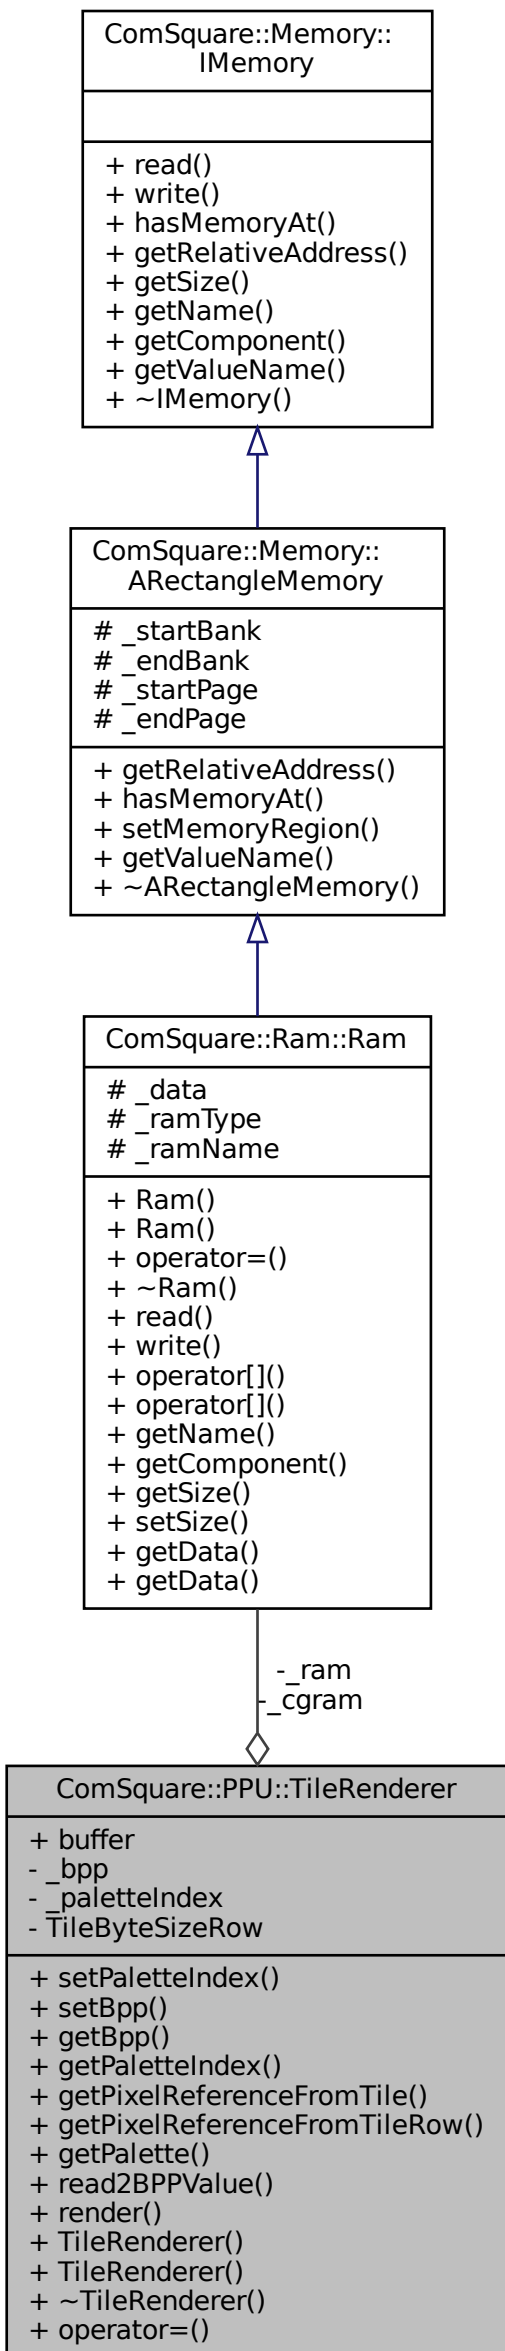 ComSquare::Memory::
IMemory
+ read()
+ write()
+ hasMemoryAt()
+ getRelativeAddress()
+ getSize()
+ getName()
+ getComponent()
+ getValueName()
+ ~IMemory()
ComSquare::Memory::
ARectangleMemory
# _startBank
# _endBank
# _startPage
# _endPage
+ getRelativeAddress()
+ hasMemoryAt()
+ setMemoryRegion()
+ getValueName()
+ ~ARectangleMemory()
ComSquare::Ram::Ram
# _data
# _ramType
# _ramName
+ Ram()
+ Ram()
+ operator=()
+ ~Ram()
+ read()
+ write()
+ operator[]()
+ operator[]()
+ getName()
+ getComponent()
+ getSize()
+ setSize()
+ getData()
+ getData()
-_ram
-_cgram
ComSquare::PPU::TileRenderer
+ buffer
- _bpp
- _paletteIndex
- TileByteSizeRow
+ setPaletteIndex()
+ setBpp()
+ getBpp()
+ getPaletteIndex()
+ getPixelReferenceFromTile()
+ getPixelReferenceFromTileRow()
+ getPalette()
+ read2BPPValue()
+ render()
+ TileRenderer()
+ TileRenderer()
+ ~TileRenderer()
+ operator=()